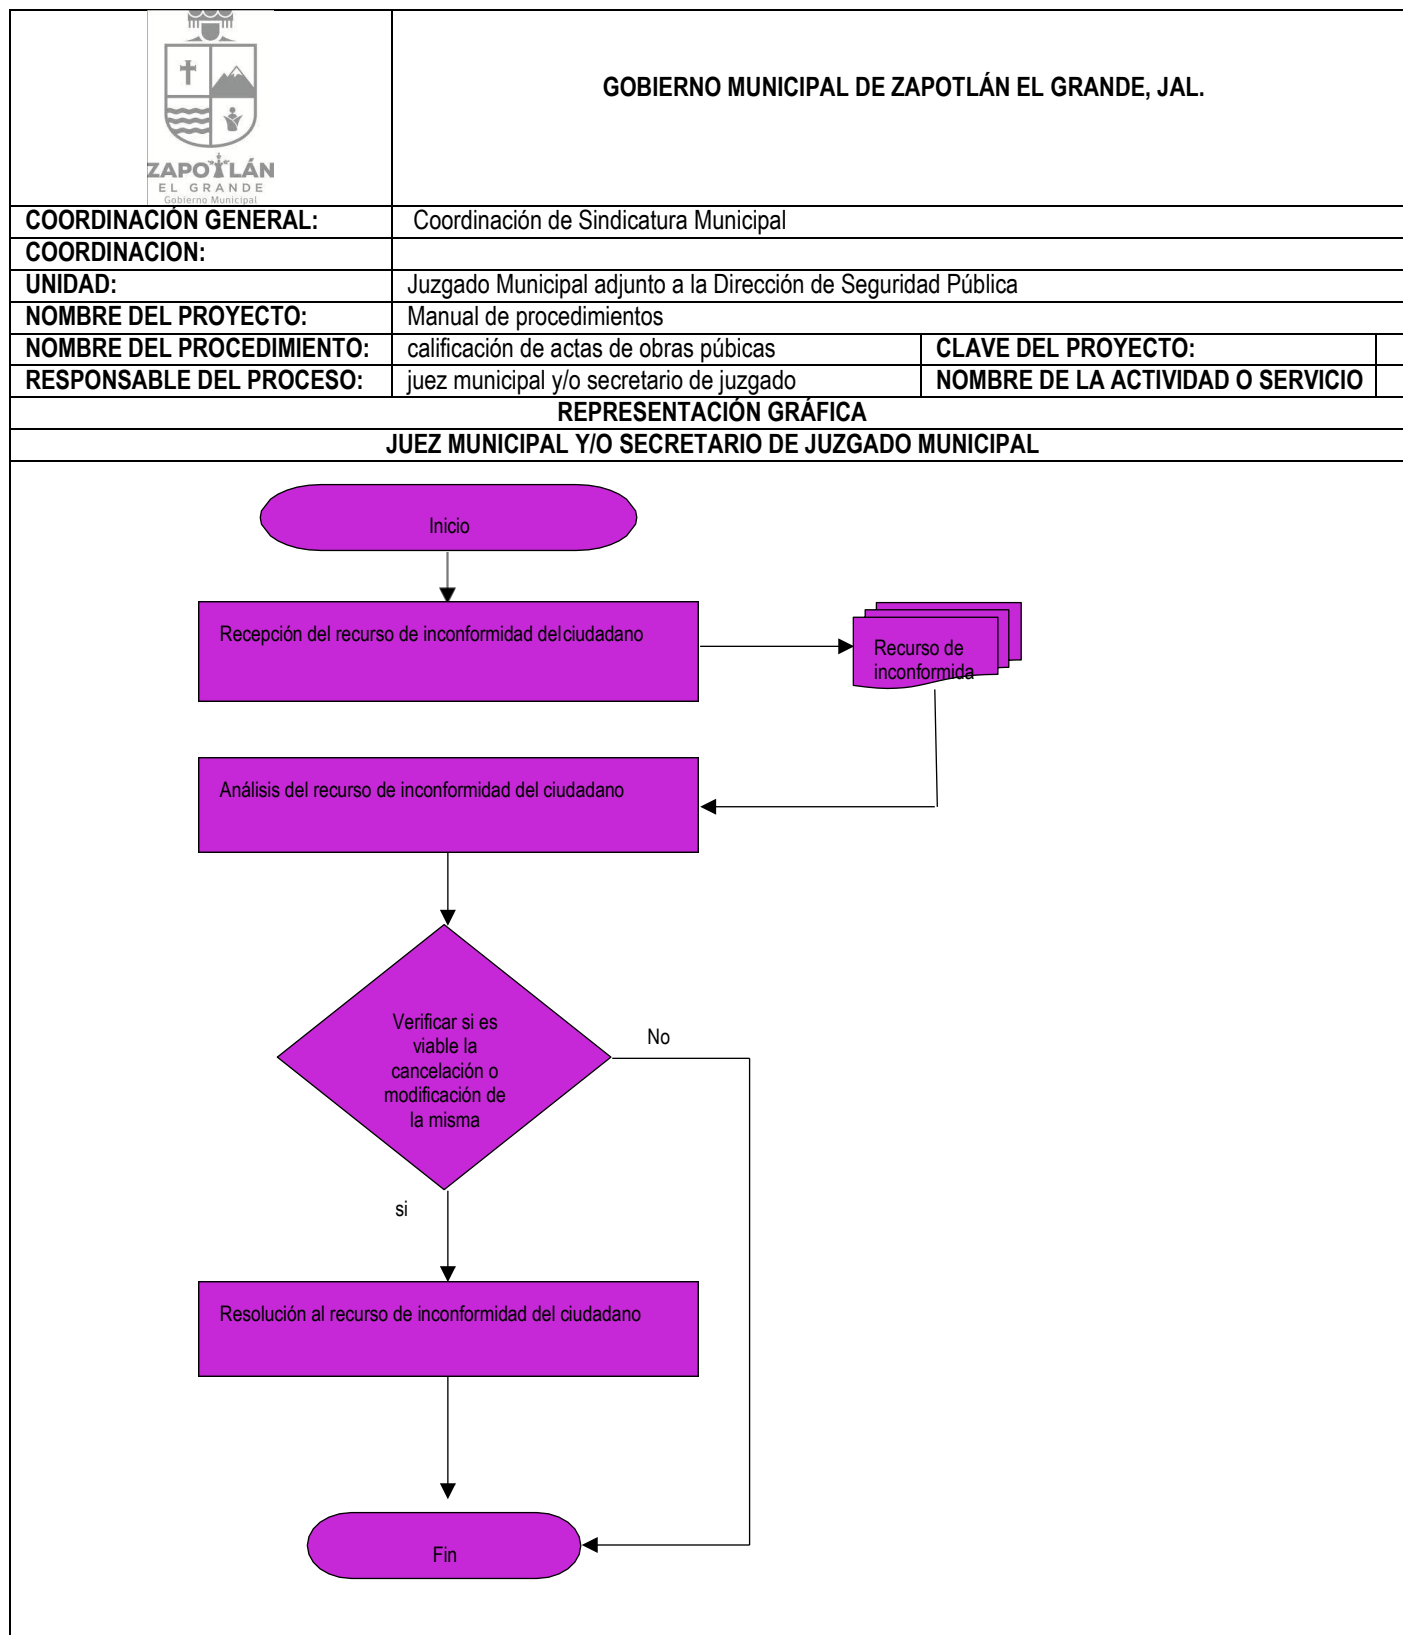 ZAPOTLÁN
EL GRANDE
Gobierno Municipal
GOBIERNO MUNICIPAL DE ZAPOTLÁN EL GRANDE, JAL.
COORDINACIÓN GENERAL: Coordinación de Sindicatura Municipal
COORDINACION:
UNIDAD: Juzgado Municipal adjunto a la Dirección de Seguridad Pública
NOMBRE DEL PROYECTO: Manual de procedimientos
NOMBRE DEL PROCEDIMIENTO: calificación de actas de obras púbicas CLAVE DEL PROYECTO:
RESPONSABLE DEL PROCESO: juez municipal y/o secretario de juzgado NOMBRE DE LA ACTIVIDAD O SERVICIO
REPRESENTACIÓN GRÁFICA
JUEZ MUNICIPAL Y/O SECRETARIO DE JUZGADO MUNICIPAL
Inicio
Recepción del recurso de inconformidad del ciudadano
Recurso de
inconformida
Análisis del recurso de inconformidad del ciudadano
Verificar si es
viable la
cancelación o
modificación de
la misma
No
si
Resolución al recurso de inconformidad del ciudadano
Fin